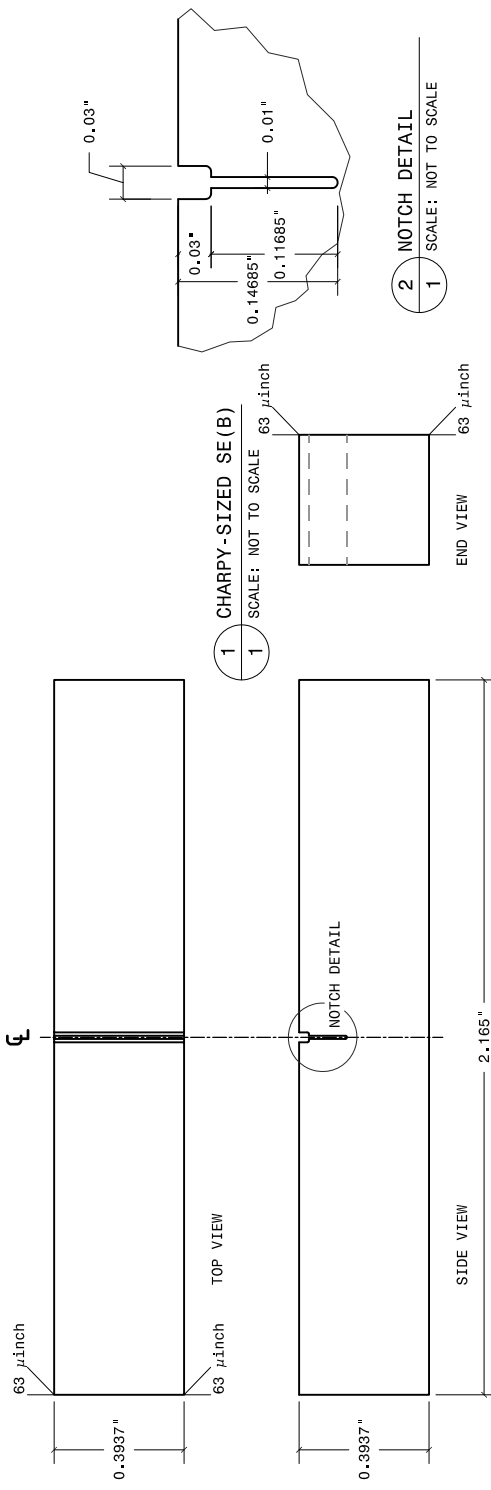 ℄
63 μinch
0.3937"
63 μinch
TOP VIEW
1
1
CHARPY-SIZED SE(B)
SCALE: NOT TO SCALE
0.3937"
NOTCH DETAIL
SIDE VIEW
2.165"
63 μinch
63 μinch
END VIEW
0.03"
0.03"
0.14685"
0.11685"
0.01"
2
1
NOTCH DETAIL
SCALE: NOT TO SCALE